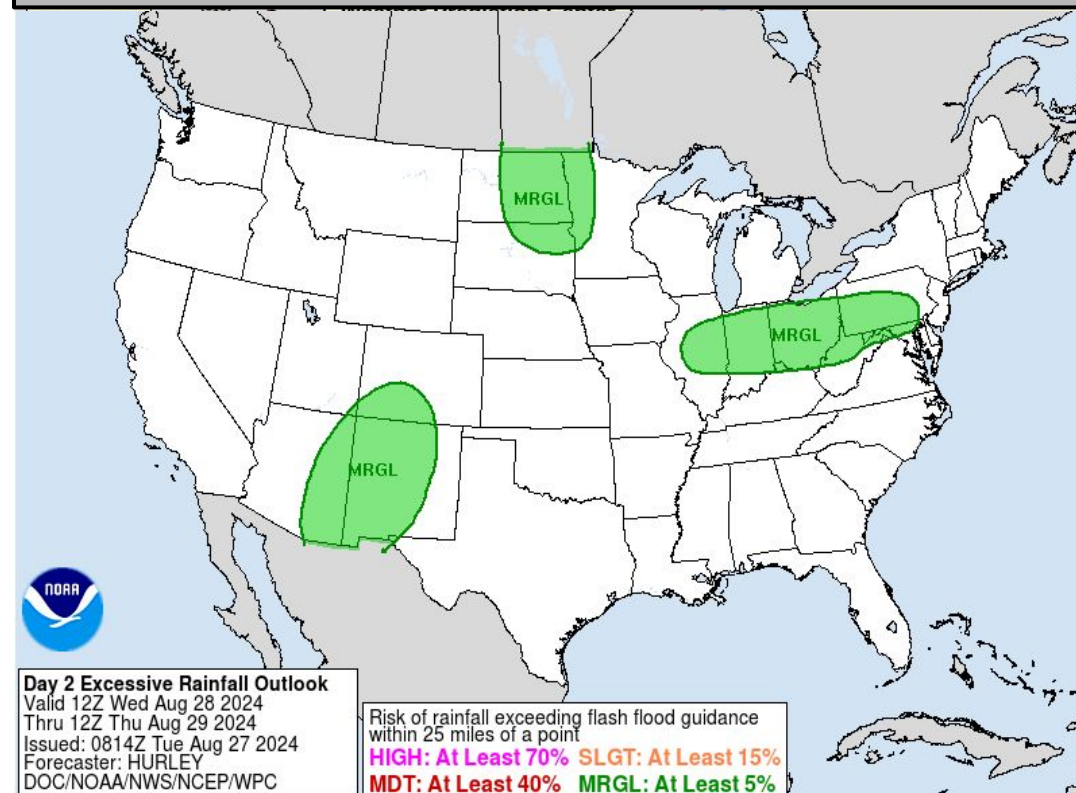 MRGL
MRGL
MRGL
NOAA
Day 2 Excessive Rainfall Outlook
Valid 12Z Wed Aug 28 2024
Thru 12Z Thu Aug 29 2024
Issued: 0814Z Tue Aug 27 2024
Forecaster: HURLEY
DOC/NOAA/NWS/NCEP/WPC
Risk of rainfall exceeding flash flood guidance
within 25 miles of a point
HIGH: At Least 70% SLGT: At Least 15%
MDT: At Least 40% MRGL: At Least 5%